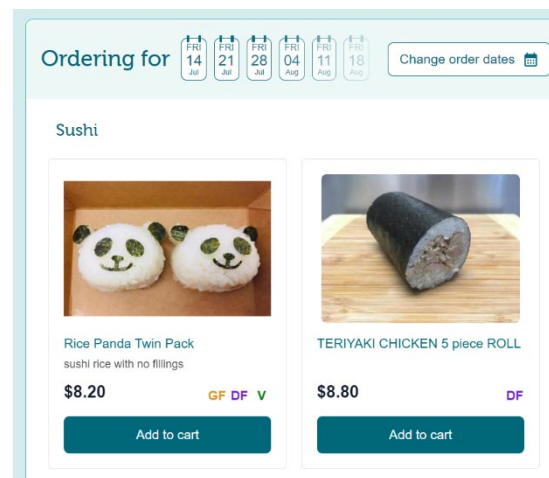 Ordering for
FRI
14
Jul
FRI
21
Jul
FRI
28
Jul
FRI
04
Aug
FRI
11
Aug
FRI
18
Aug
Change order dates
Sushi
Rice Panda Twin Pack
sushi rice with no fillings
$8.20
GF DF V
Add to cart
TERIYAKI CHICKEN 5 piece ROLL
$8.80
DF
Add to cart